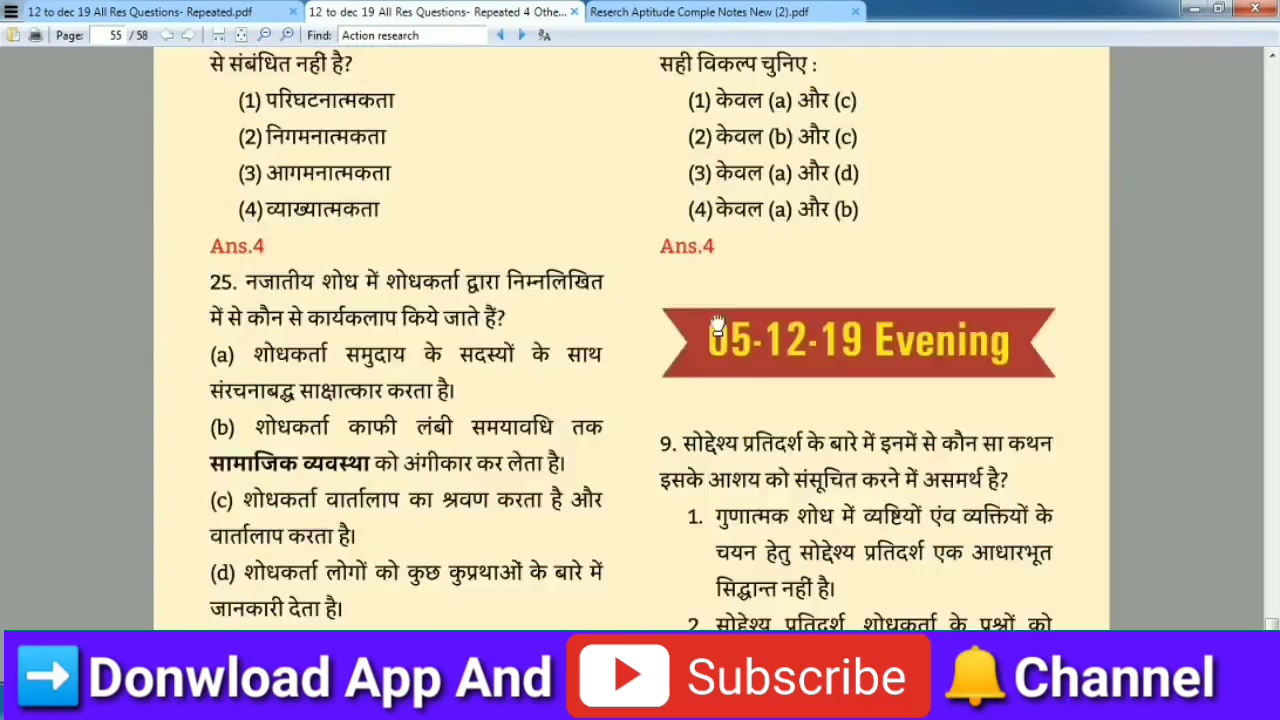 12 to dec 19 All Res Questions- Repeated.pdf
12 to dec 19 All Res Questions- Repeated 4 Othe...
Reserch Aptitude Comple Notes New (2).pdf
Page: 55 / 58 Find: Action research
से संबंधित नहीं है?
(1) परिघटनात्मकता
(2) निगमनात्मकता
(3) आगमनात्मकता
(4) व्याख्यात्मकता
Ans.4
25. नजातीय शोध में शोधकर्ता द्वारा निम्नलिखित
में से कौन से कार्यकलाप किये जाते हैं?
(a) शोधकर्ता समुदाय के सदस्यों के साथ
संरचनाबद्ध साक्षात्कार करता है।
(b) शोधकर्ता काफी लंबी समयावधि तक
सामाजिक व्यवस्था को अंगीकार कर लेता है।
(c) शोधकर्ता वार्तालाप का श्रवण करता है और
वार्तालाप करता है।
(d) शोधकर्ता लोगों को कुछ कुप्रथाओं के बारे में
जानकारी देता है।
सही विकल्प चुनिए :
(1) केवल (a) और (c)
(2) केवल (b) और (c)
(3) केवल (a) और (d)
(4) केवल (a) और (b)
Ans.4
05-12-19 Evening
9. सोद्देश्य प्रतिदर्श के बारे में इनमें से कौन सा कथन
इसके आशय को संसूचित करने में असमर्थ है?
1. गुणात्मक शोध में व्यष्टियों एंव व्यक्तियों के
चयन हेतु सोद्देश्य प्रतिदर्श एक आधारभूत
सिद्धान्त नहीं है।
2. सोद्देश्य प्रतिदर्श, शोधकर्ता के प्रश्नों को
Donwload App And Subscribe Channel